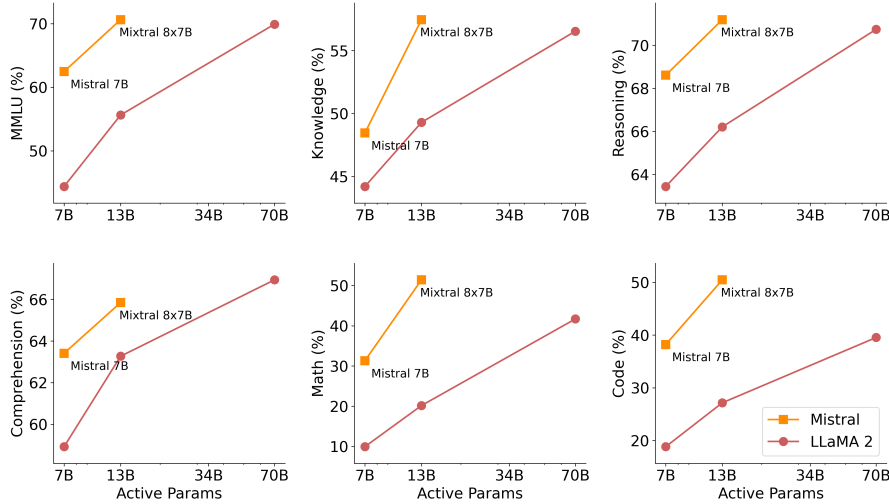 MMLU (%)
70
60
50
Mixtral 8x7B
Mistral 7B
7B 13B 34B 70B
Knowledge (%)
55
50
45
Mixtral 8x7B
Mistral 7B
7B 13B 34B 70B
Reasoning (%)
70
68
66
64
Mixtral 8x7B
Mistral 7B
7B 13B 34B 70B
Comprehension (%)
66
64
62
60
Mixtral 8x7B
Mistral 7B
7B 13B 34B 70B
Active Params
Math (%)
50
40
30
20
10
Mixtral 8x7B
Mistral 7B
7B 13B 34B 70B
Active Params
Code (%)
50
40
30
20
Mixtral 8x7B
Mistral 7B
Mistral
LLaMA 2
7B 13B 34B 70B
Active Params